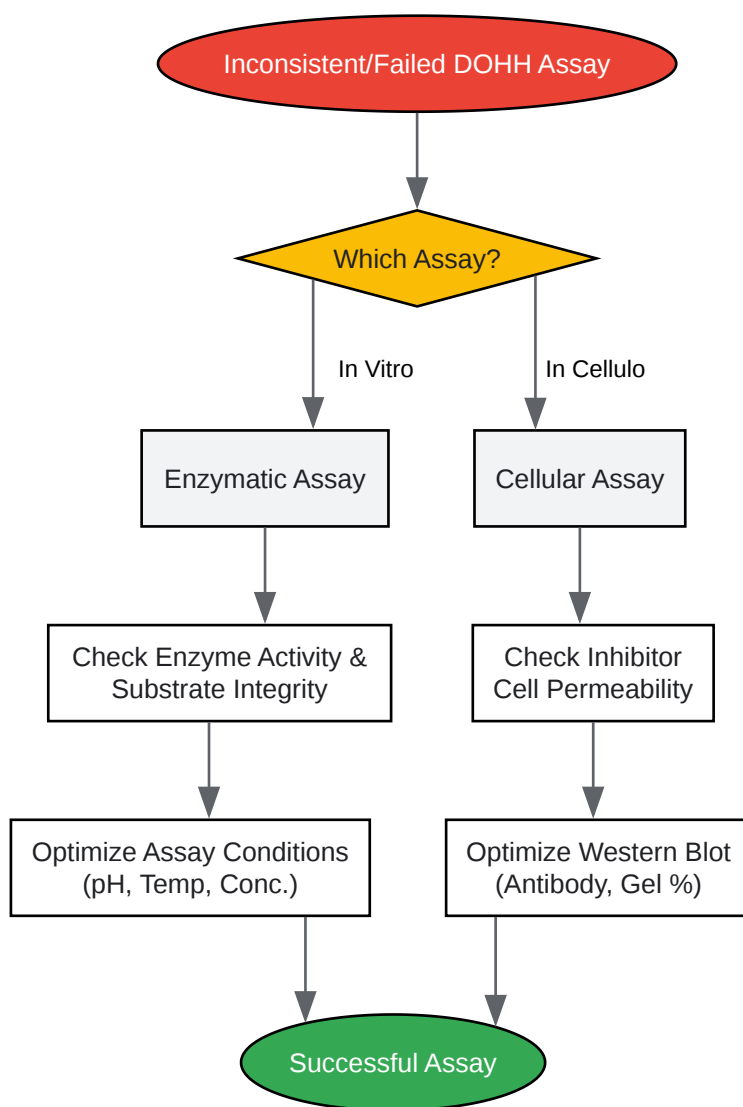 Inconsistent/Failed DOHH Assay
Which Assay?
In Vitro
In Cellulo
Enzymatic Assay
Cellular Assay
Check Enzyme Activity &
Substrate Integrity
Check Inhibitor
Cell Permeability
Optimize Assay Conditions
(pH, Temp, Conc.)
Optimize Western Blot
(Antibody, Gel %)
Successful Assay